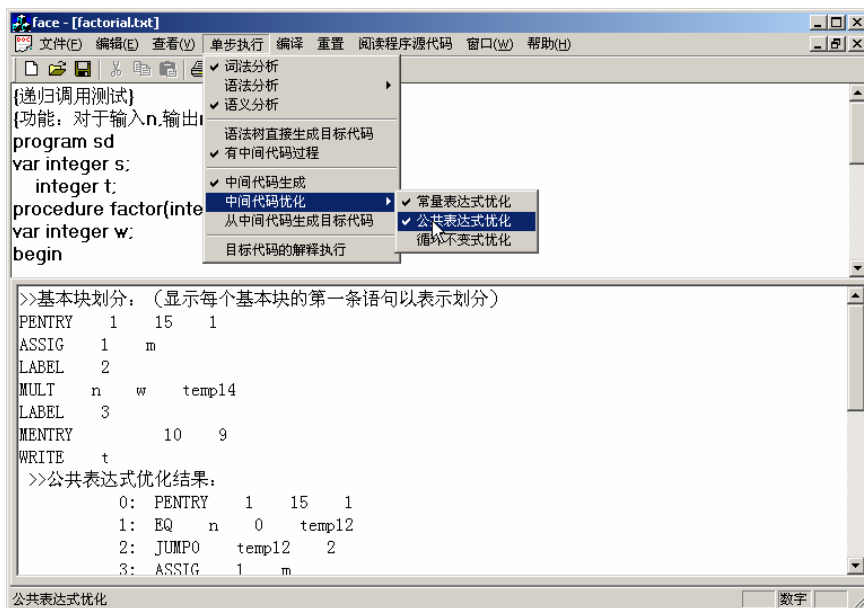 face - [factorial.txt]
文件(F) 编辑(E) 查看(V) 单步执行 编译 重置 阅读程序源代码 窗口(W) 帮助(H)
词法分析
语法分析
语义分析
语法树直接生成目标代码
有中间代码过程
中间代码生成
中间代码优化
从中间代码生成目标代码
目标代码的解释执行
常量表达式优化
公共表达式优化
循环不变式优化
{递归调用测试}
{功能：对于输入n,输出
program sd
var integer s;
integer t;
procedure factor(inte
var integer w;
begin
>>基本块划分：（显示每个基本块的第一条语句以表示划分）
PENTRY 1 15 1
ASSIG 1 m
LABEL 2
MULT n w temp14
LABEL 3
MENTRY 10 9
WRITE t
>>公共表达式优化结果：
0: PENTRY 1 15 1
1: EQ n 0 temp12
2: JUMP0 temp12 2
3: ASSIG 1 m
公共表达式优化 数字